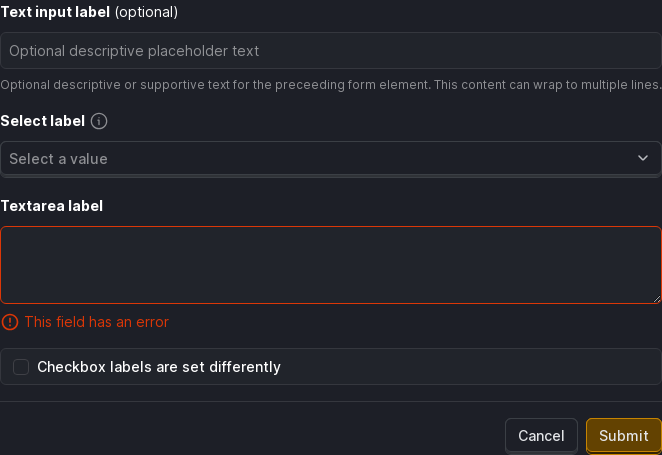 Text input label (optional)
Optional descriptive placeholder text
Optional descriptive or supportive text for the preceeding form element. This content can wrap to multiple lines.
Select label
Select a value
Textarea label
This field has an error
Checkbox labels are set differently
Cancel Submit